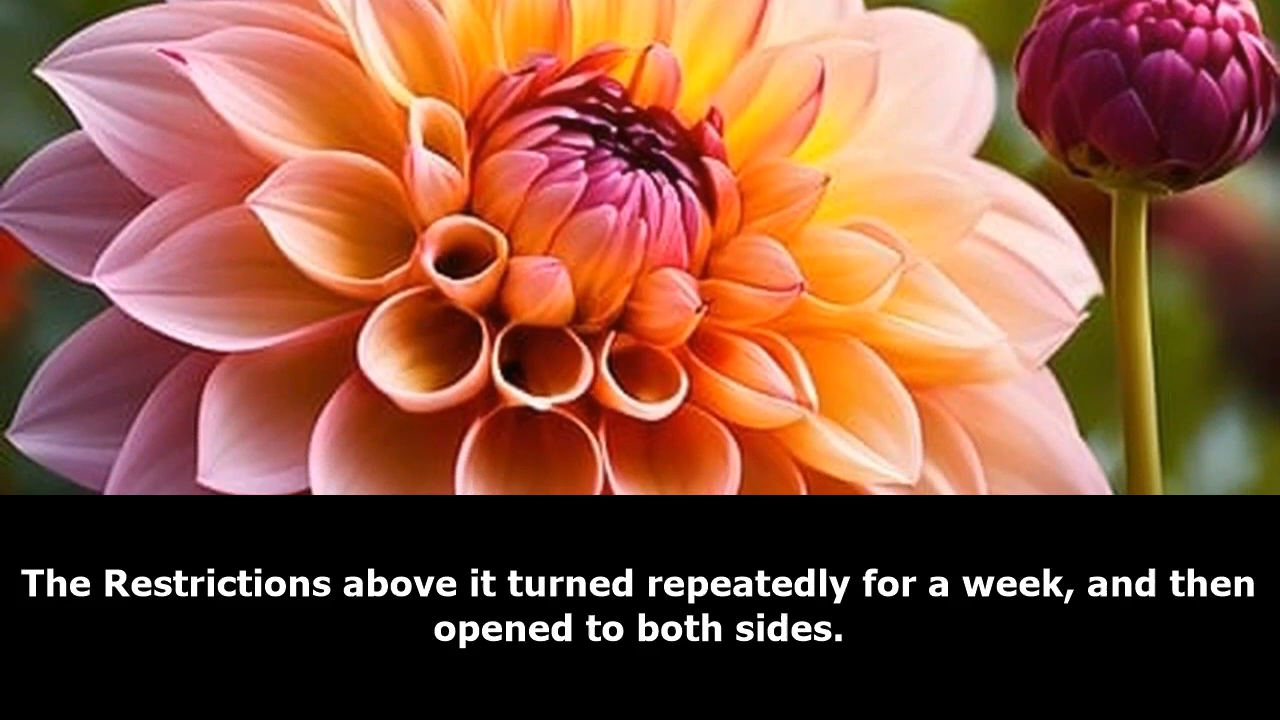 The Restrictions above it turned repeatedly for a week, and then
opened to both sides.